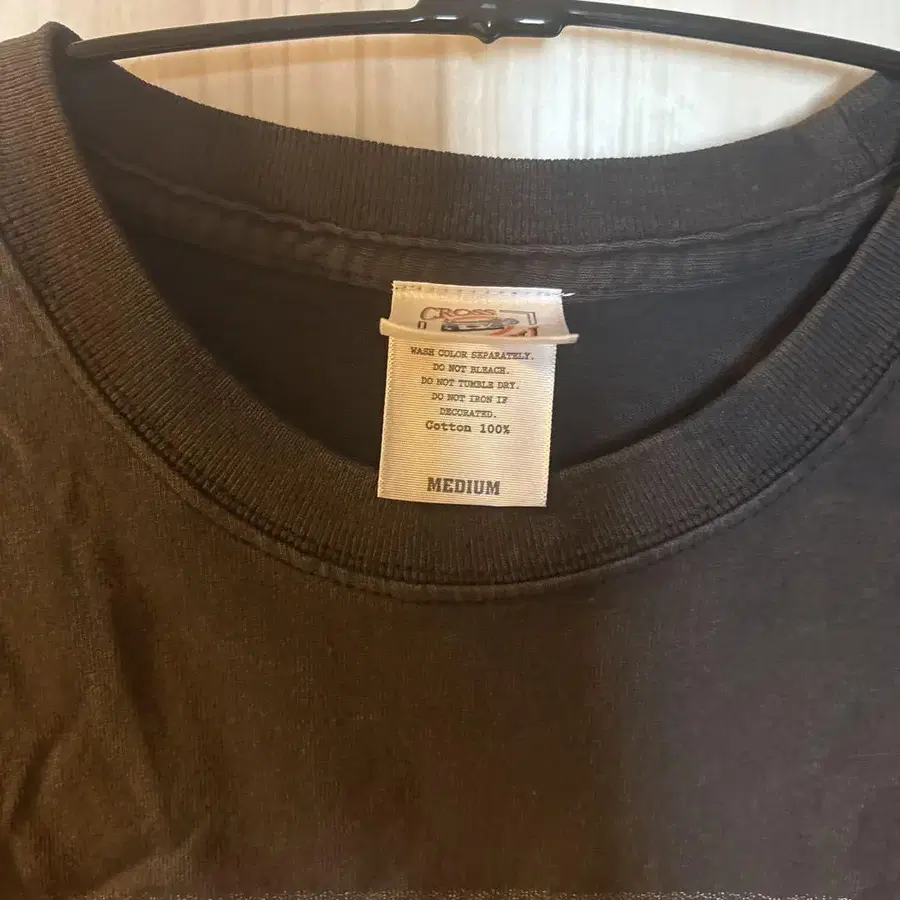 CROSS
WASH COLOR SEPARATELY.
DO NOT BLEACH.
DO NOT TUMBLE DRY.
DO NOT IRON IF
DECORATED.
Cotton 100%
MEDIUM